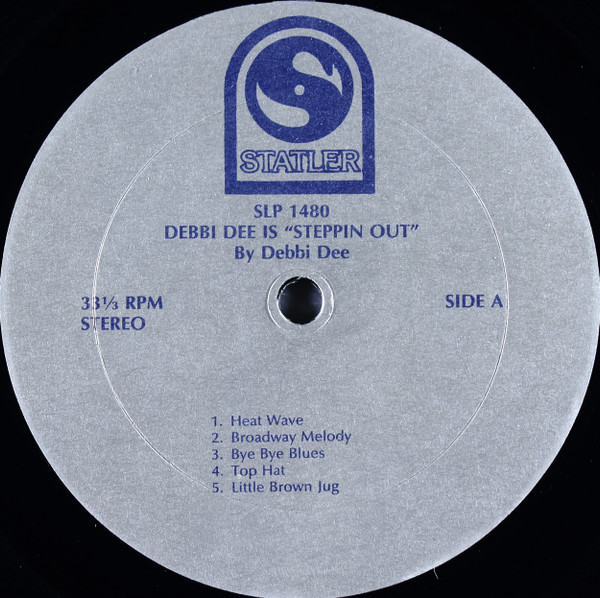 STATLER
SLP 1480
DEBBI DEE IS “STEPPIN OUT”
By Debbi Dee
33⅓ RPM
STEREO
SIDE A
1. Heat Wave
2. Broadway Melody
3. Bye Bye Blues
4. Top Hat
5. Little Brown Jug